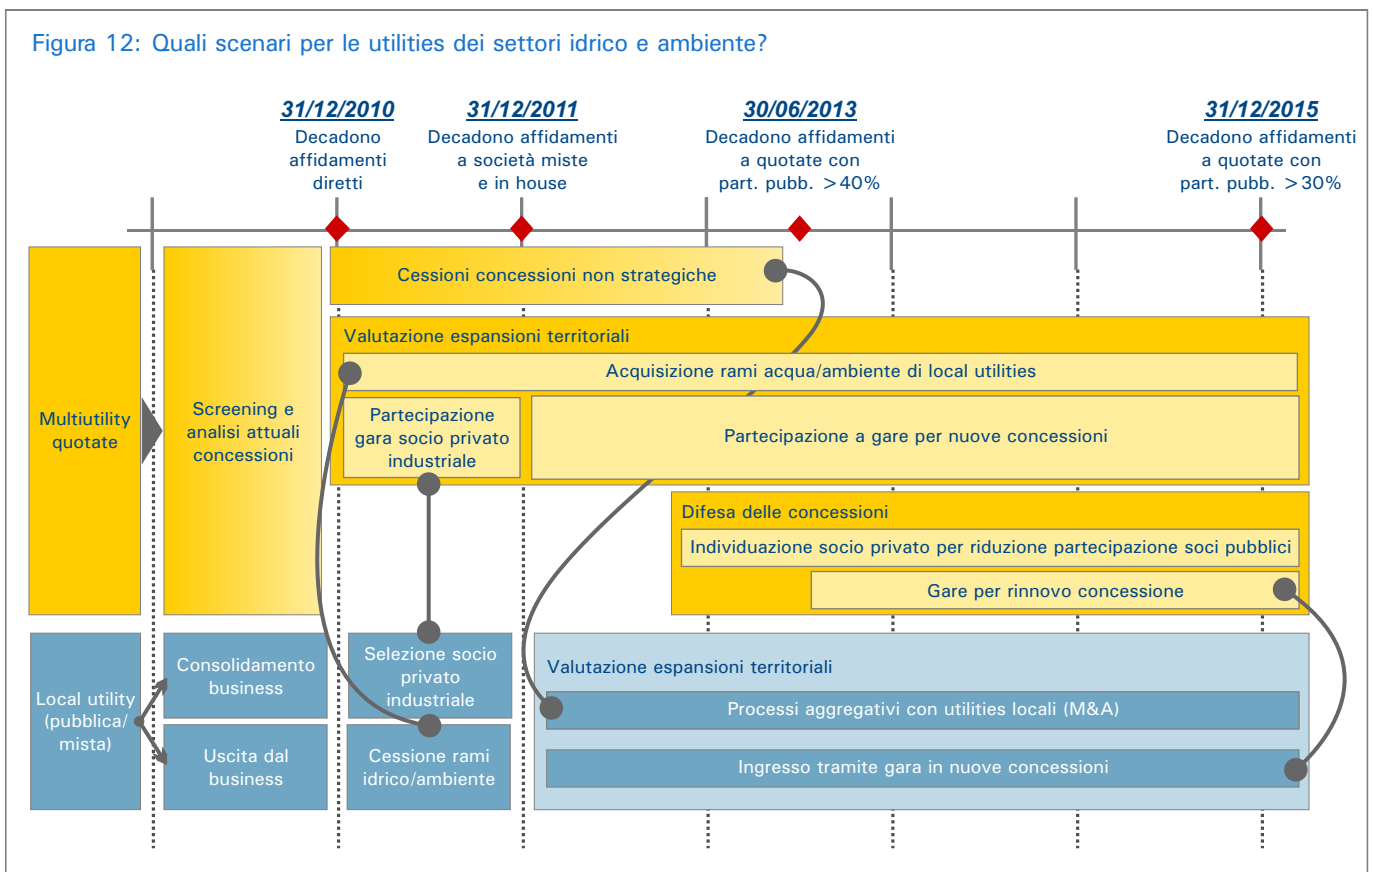 Figura 12: Quali scenari per le utilities dei settori idrico e ambiente?
31/12/2010
Decadono
affidamenti
diretti
31/12/2011
Decadono affidamenti
a società miste
e in house
30/06/2013
Decadono affidamenti
a quotate con
part. pubb. >40%
31/12/2015
Decadono affidamenti
a quotate con
part. pubb. >30%
Multiutility
quotate
Screening e
analisi attuali
concessioni
Cessioni concessioni non strategiche
Valutazione espansioni territoriali
Acquisizione rami acqua/ambiente di local utilities
Partecipazione
gara socio privato
industriale
Partecipazione a gare per nuove concessioni
Difesa delle concessioni
Individuazione socio privato per riduzione partecipazione soci pubblici
Gare per rinnovo concessione
Local utility
(pubblica/
mista)
Consolidamento
business
Uscita dal
business
Selezione socio
privato
industriale
Cessione rami
idrico/ambiente
Valutazione espansioni territoriali
Processi aggregativi con utilities locali (M&A)
Ingresso tramite gara in nuove concessioni